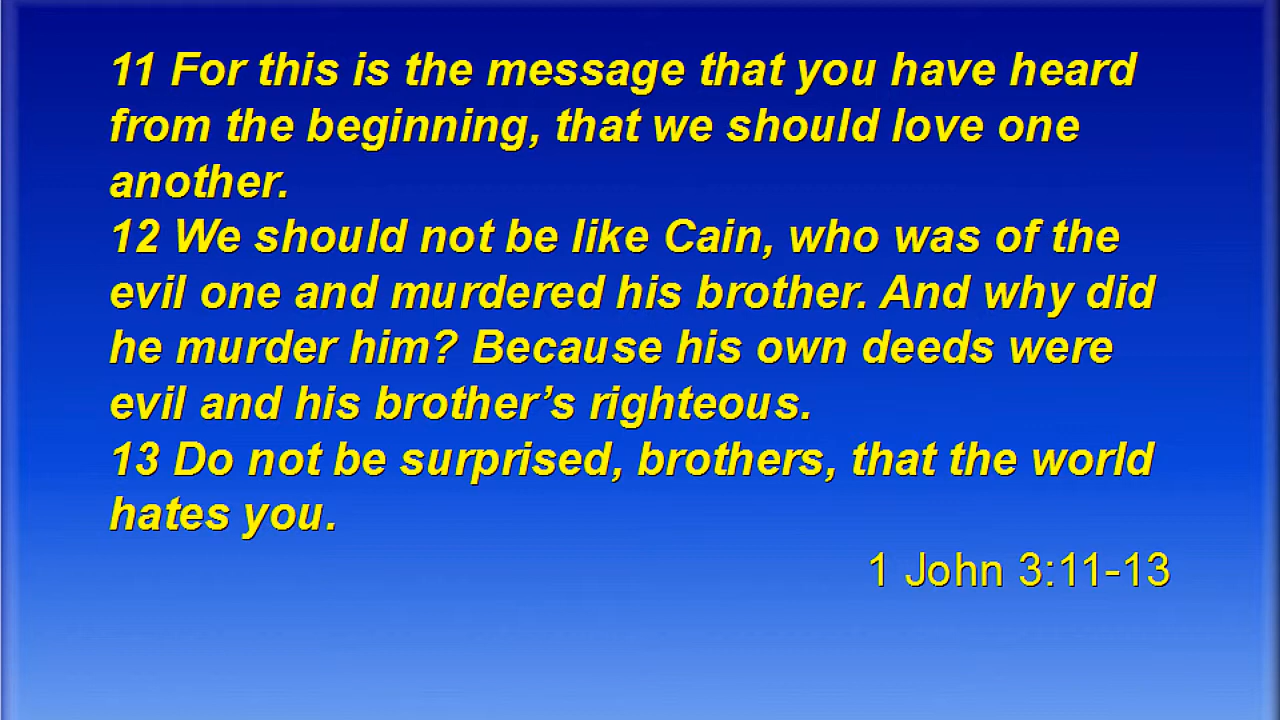 11 For this is the message that you have heard
from the beginning, that we should love one
another.
12 We should not be like Cain, who was of the
evil one and murdered his brother. And why did
he murder him? Because his own deeds were
evil and his brother’s righteous.
13 Do not be surprised, brothers, that the world
hates you.
1 John 3:11-13